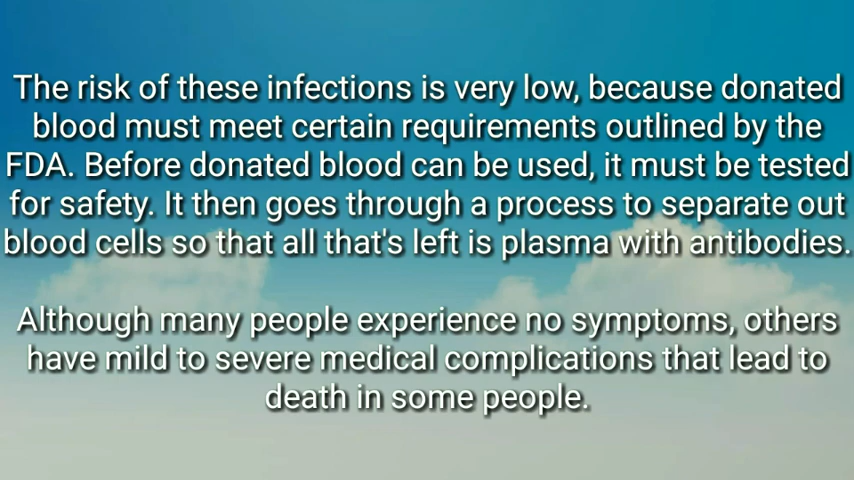 The risk of these infections is very low, because donated
blood must meet certain requirements outlined by the
FDA. Before donated blood can be used, it must be tested
for safety. It then goes through a process to separate out
blood cells so that all that's left is plasma with antibodies.
Although many people experience no symptoms, others
have mild to severe medical complications that lead to
death in some people.